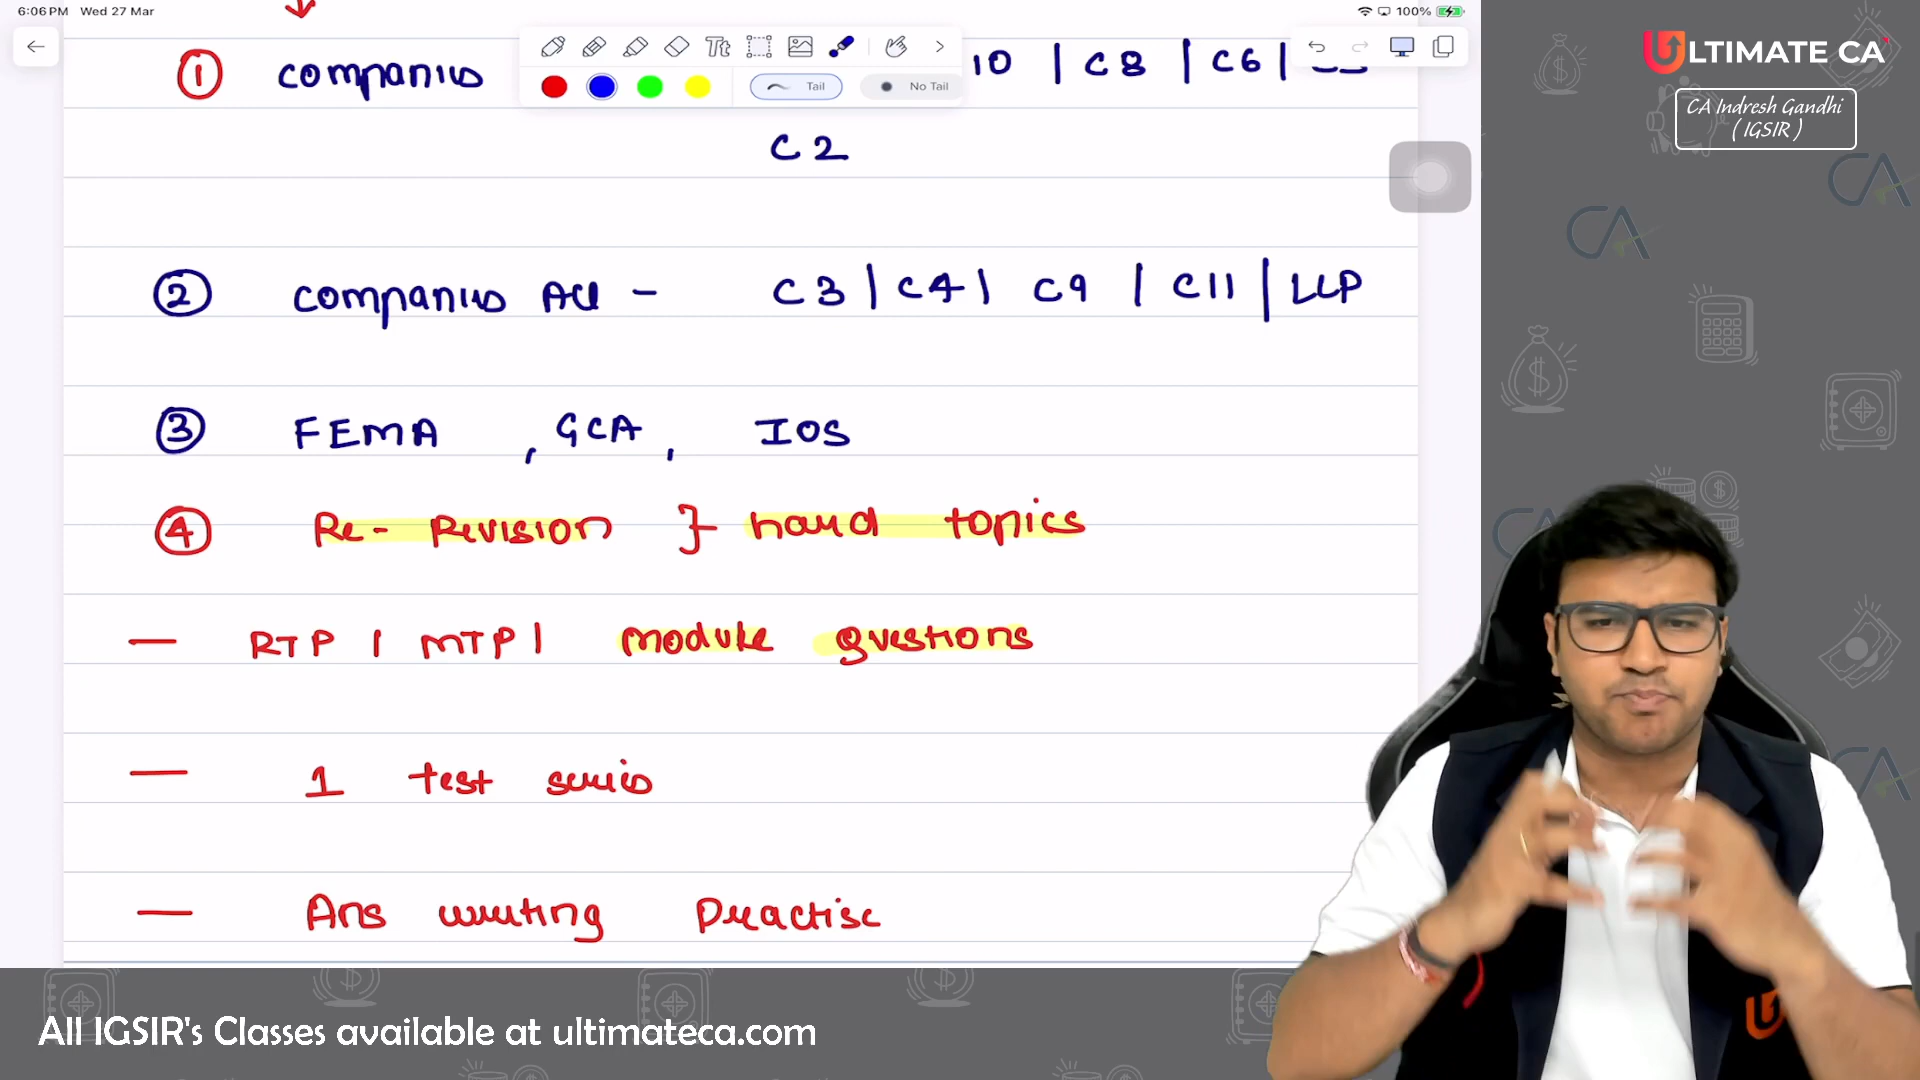 6:06 PM Wed 27 Mar
100%
ULTIMATE CA
CA Indresh Gandhi
( IGSIR )
Tt
Tail
No Tail
① Companies 10 | C8 | C6 |
C2
② Companies Act - C3 | C4 | C9 | C11 | LLP
③ FEMA , GCA , IOS
④ Re- Revision } hard topics
— RTP | MTP | module questions
— 1 test series
— Ans writing Practise
All IGSIR's Classes available at ultimateca.com